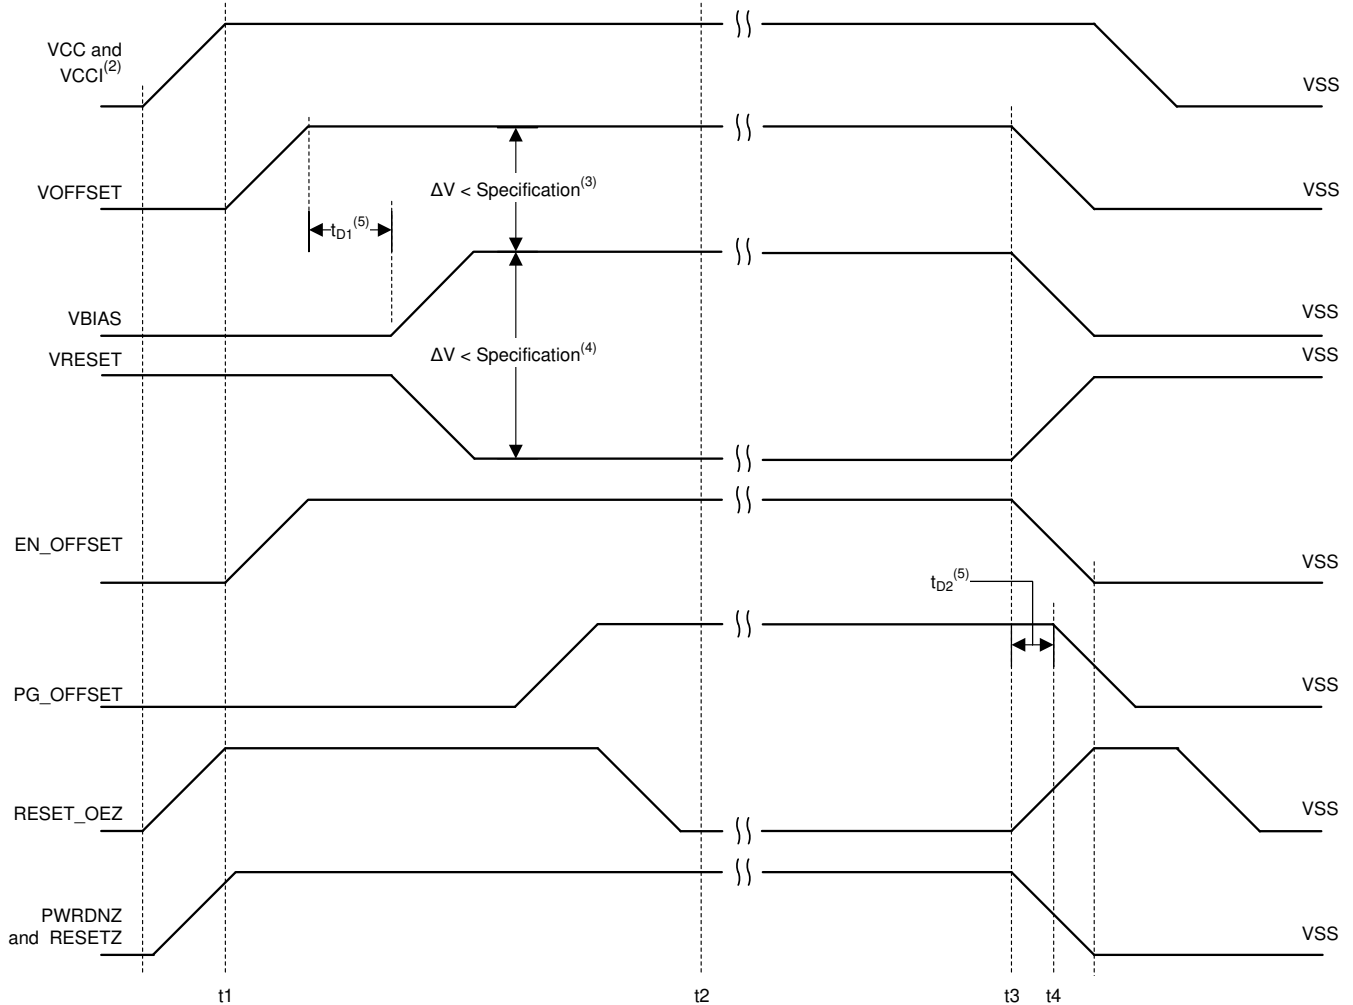 VCC and
VCCI(2)
VSS
VOFFSET
ΔV < Specification(3)
VSS
tD1(5)
VBIAS
VSS
VRESET
ΔV < Specification(4)
VSS
EN_OFFSET
VSS
tD2(5)
PG_OFFSET
VSS
RESET_OEZ
VSS
PWRDNZ
and RESETZ
VSS
t1
t2
t3
t4